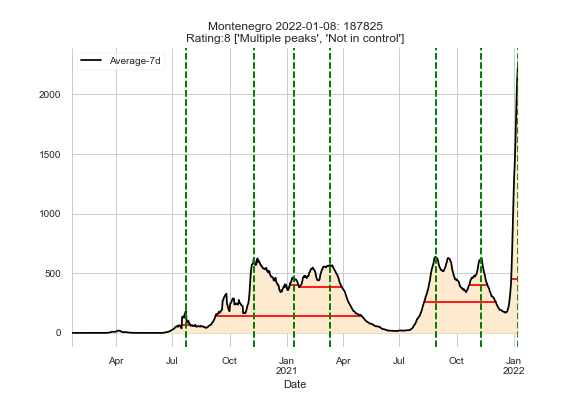 Montenegro 2022-01-08: 187825
Rating:8 ['Multiple peaks', 'Not in control']
Average-7d
2000
1500
1000
500
0
Apr
Jul
Oct
Jan
2021
Apr
Jul
Oct
Jan
2022
Date